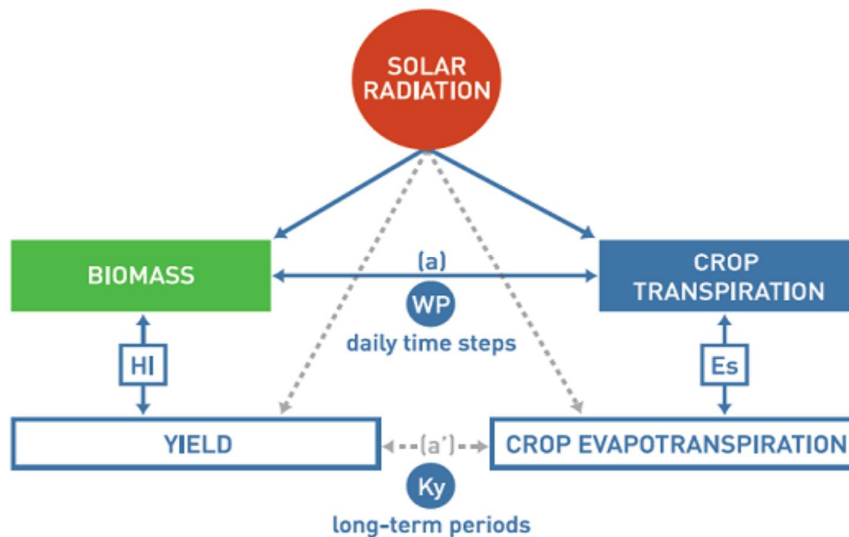 SOLAR
RADIATION
BIOMASS
(a)
WP
daily time steps
CROP
TRANSPIRATION
HI
Es
YIELD
(a')
CROP EVAPOTRANSPIRATION
Ky
long-term periods